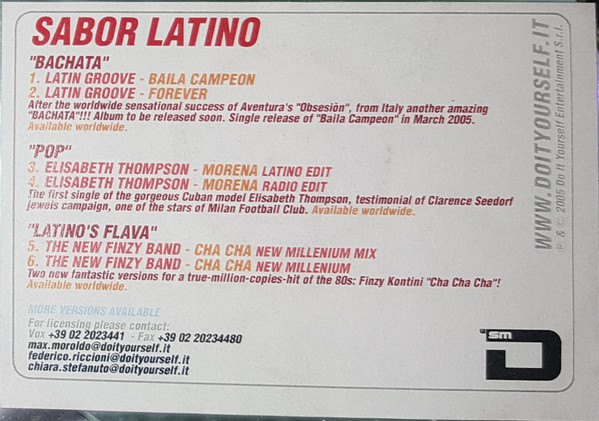 SABOR LATINO
"BACHATA"
1. LATIN GROOVE - BAILA CAMPEON
2. LATIN GROOVE - FOREVER
After the worldwide sensational success of Aventura's "Obsesiòn", from Italy another amazing
"BACHATA"!!! Album to be released soon. Single release of "Baila Campeon" in March 2005.
Available worldwide.
"POP"
3. ELISABETH THOMPSON - MORENA LATINO EDIT
4. ELISABETH THOMPSON - MORENA RADIO EDIT
The first single of the gorgeous Cuban model Elisabeth Thompson, testimonial of Clarence Seedorf
jewels campaign, one of the stars of Milan Football Club. Available worldwide.
"LATINO'S FLAVA"
5. THE NEW FINZY BAND - CHA CHA NEW MILLENIUM MIX
6. THE NEW FINZY BAND - CHA CHA NEW MILLENIUM
Two new fantastic versions for a true-million-copies-hit of the 80s: Finzy Kontini "Cha Cha Cha"!
Available worldwide.
MORE VERSIONS AVAILABLE
For licensing please contact:
Vox +39 02 2023441 - Fax +39 02 20234480
max.moroldo@doityourself.it
federico.riccioni@doityourself.it
chiara.stefanuto@doityourself.it
WWW.DOITYOURSELF.IT
℗ & © 2005 Do It Yourself Entertainment S.r.l.
sm
D